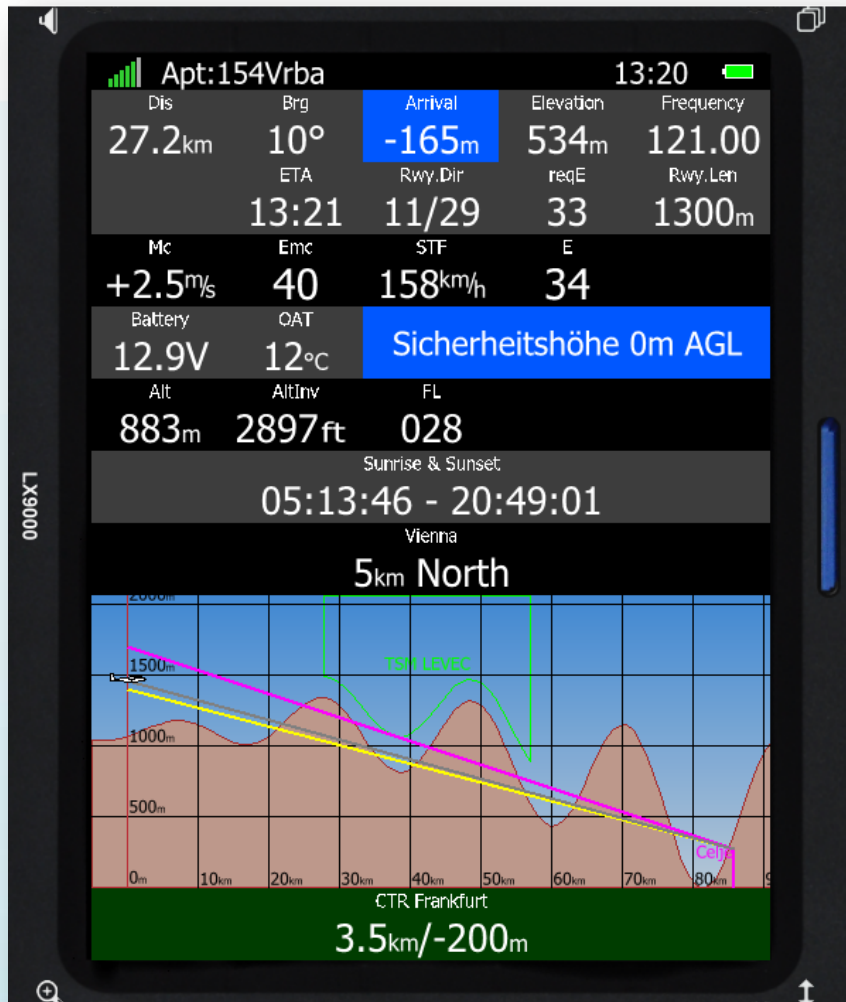 Apt:154Vrba 13:20
Dis Brg Arrival Elevation Frequency
27.2km 10° -165m 534m 121.00
ETA Rwy.Dir reqE Rwy.Len
13:21 11/29 33 1300m
Mc Emc STF E
+2.5m/s 40 158km/h 34
Battery OAT
12.9V 12°C
Sicherheitshöhe 0m AGL
Alt AltInv FL
883m 2897ft 028
Sunrise & Sunset
05:13:46 - 20:49:01
Vienna
5km North
2000m
1500m
TSM LEVEC
1000m
500m
Celje
0m 10km 20km 30km 40km 50km 60km 70km 80km 9
CTR Frankfurt
3.5km/-200m
LX9000